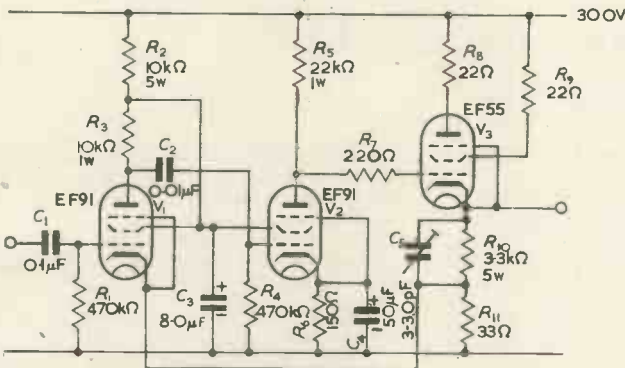 300V
R2
10kΩ
5w
R5
22kΩ
1w
R8
22Ω
R9
22Ω
R3
10kΩ
1w
C2
0·01μF
EF55
V3
R7
220Ω
EF91
V1
EF91
V2
C1
0·1μF
C5
3-30pF
R10
3·3kΩ
5w
R1
470kΩ
C3
8·0μF
R4
470kΩ
R6
150Ω
C4
50μF
R11
33Ω